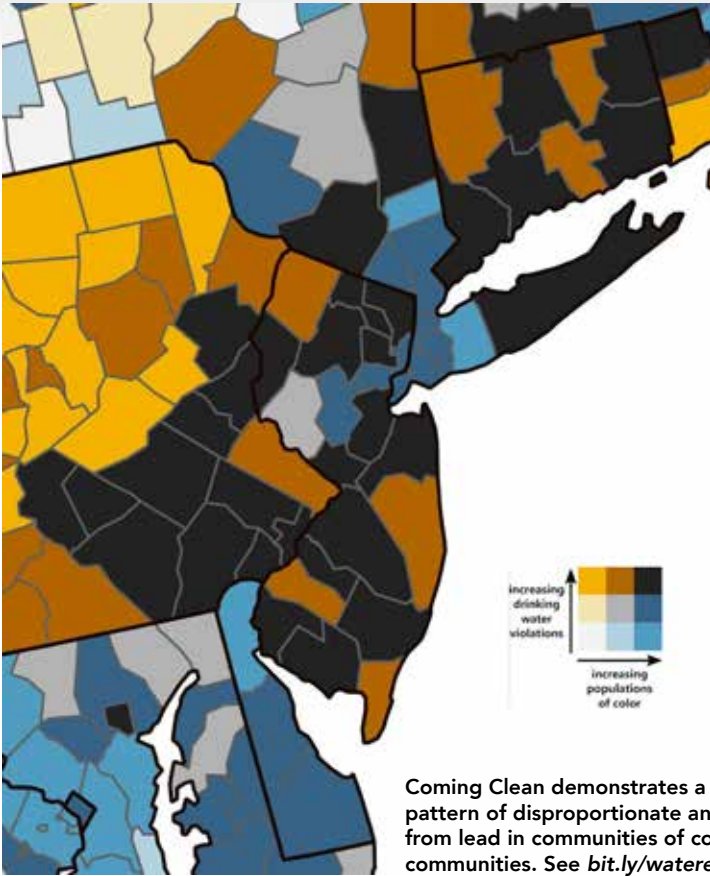 increasing
drinking
water
violations
increasing
populations
of color
Coming Clean demonstrates a
pattern of disproportionate an
from lead in communities of co
communities. See bit.ly/watere